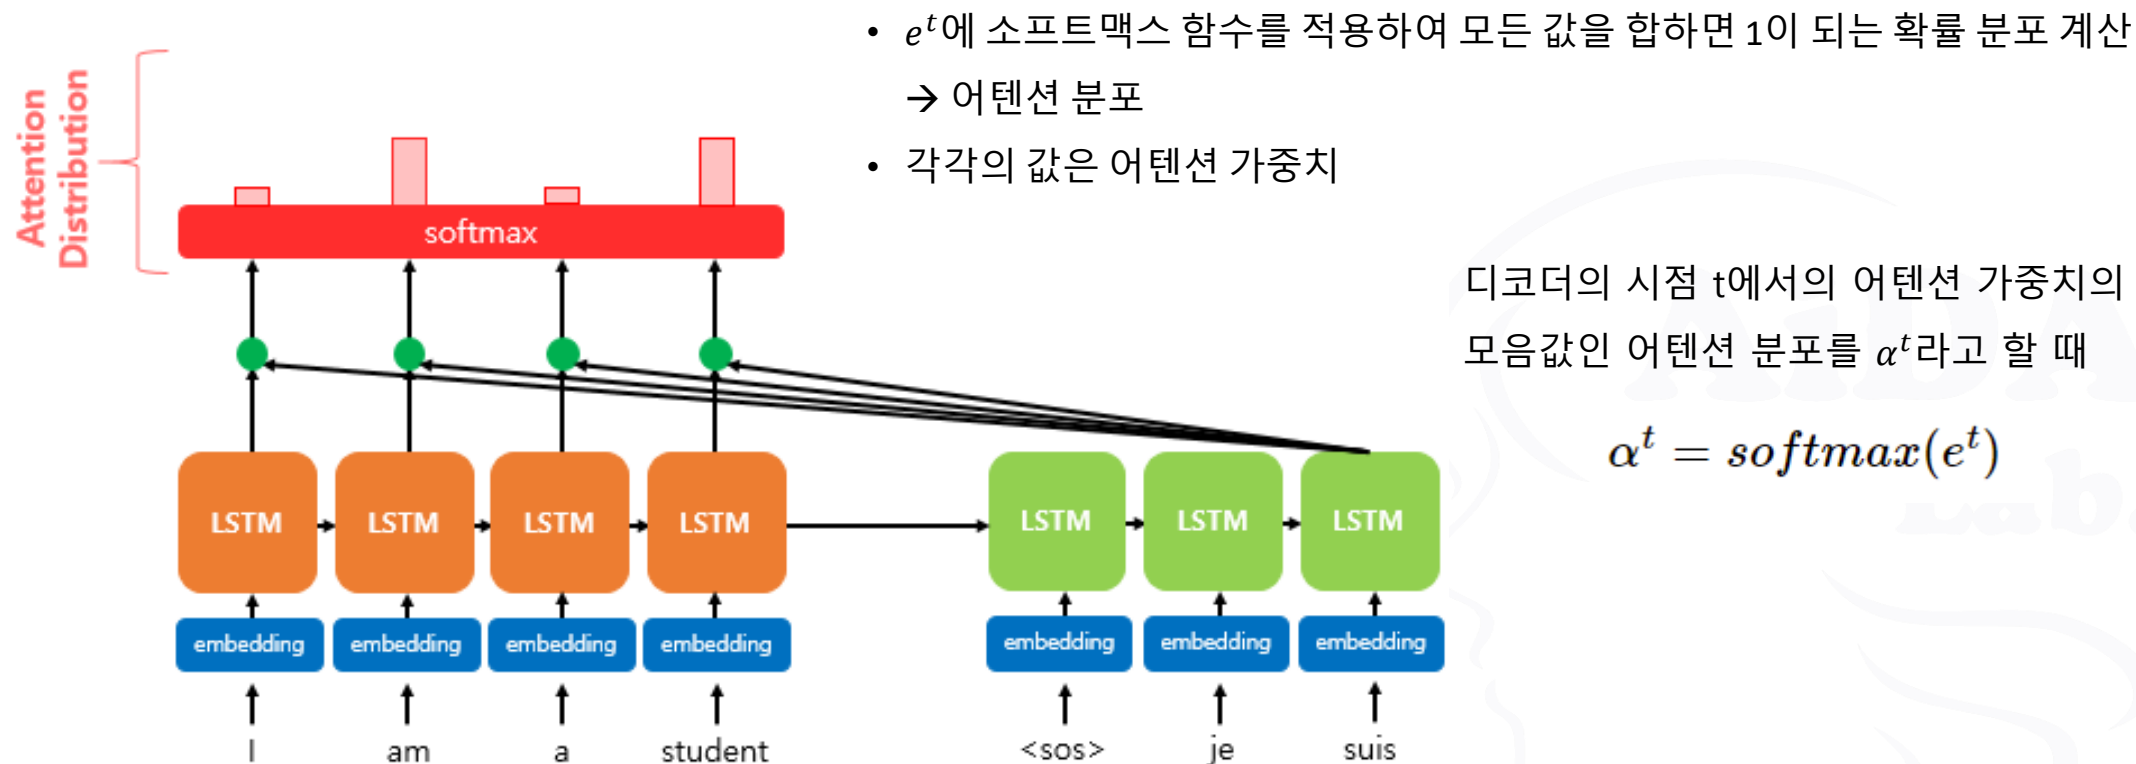 • e^t에 소프트맥스 함수를 적용하여 모든 값을 합하면 1이 되는 확률 분포 계산
→ 어텐션 분포
• 각각의 값은 어텐션 가중치
Attention
Distribution
softmax
디코더의 시점 t에서의 어텐션 가중치의
모음값인 어텐션 분포를 α^t라고 할 때
α^t = softmax(e^t)
LSTM LSTM LSTM LSTM LSTM LSTM LSTM
embedding embedding embedding embedding embedding embedding embedding
I am a student <sos> je suis
AiDA
Lab.